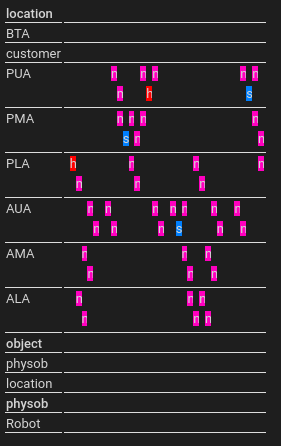 location
BTA
customer
PUA n n n n n
n h s
PMA n n n n
s n n
PLA h n n n
n n n
AUA n n n n n n n
n n n s n n
AMA n n n
n n n
ALA n n n
n n n
object
physob
location
physob
Robot